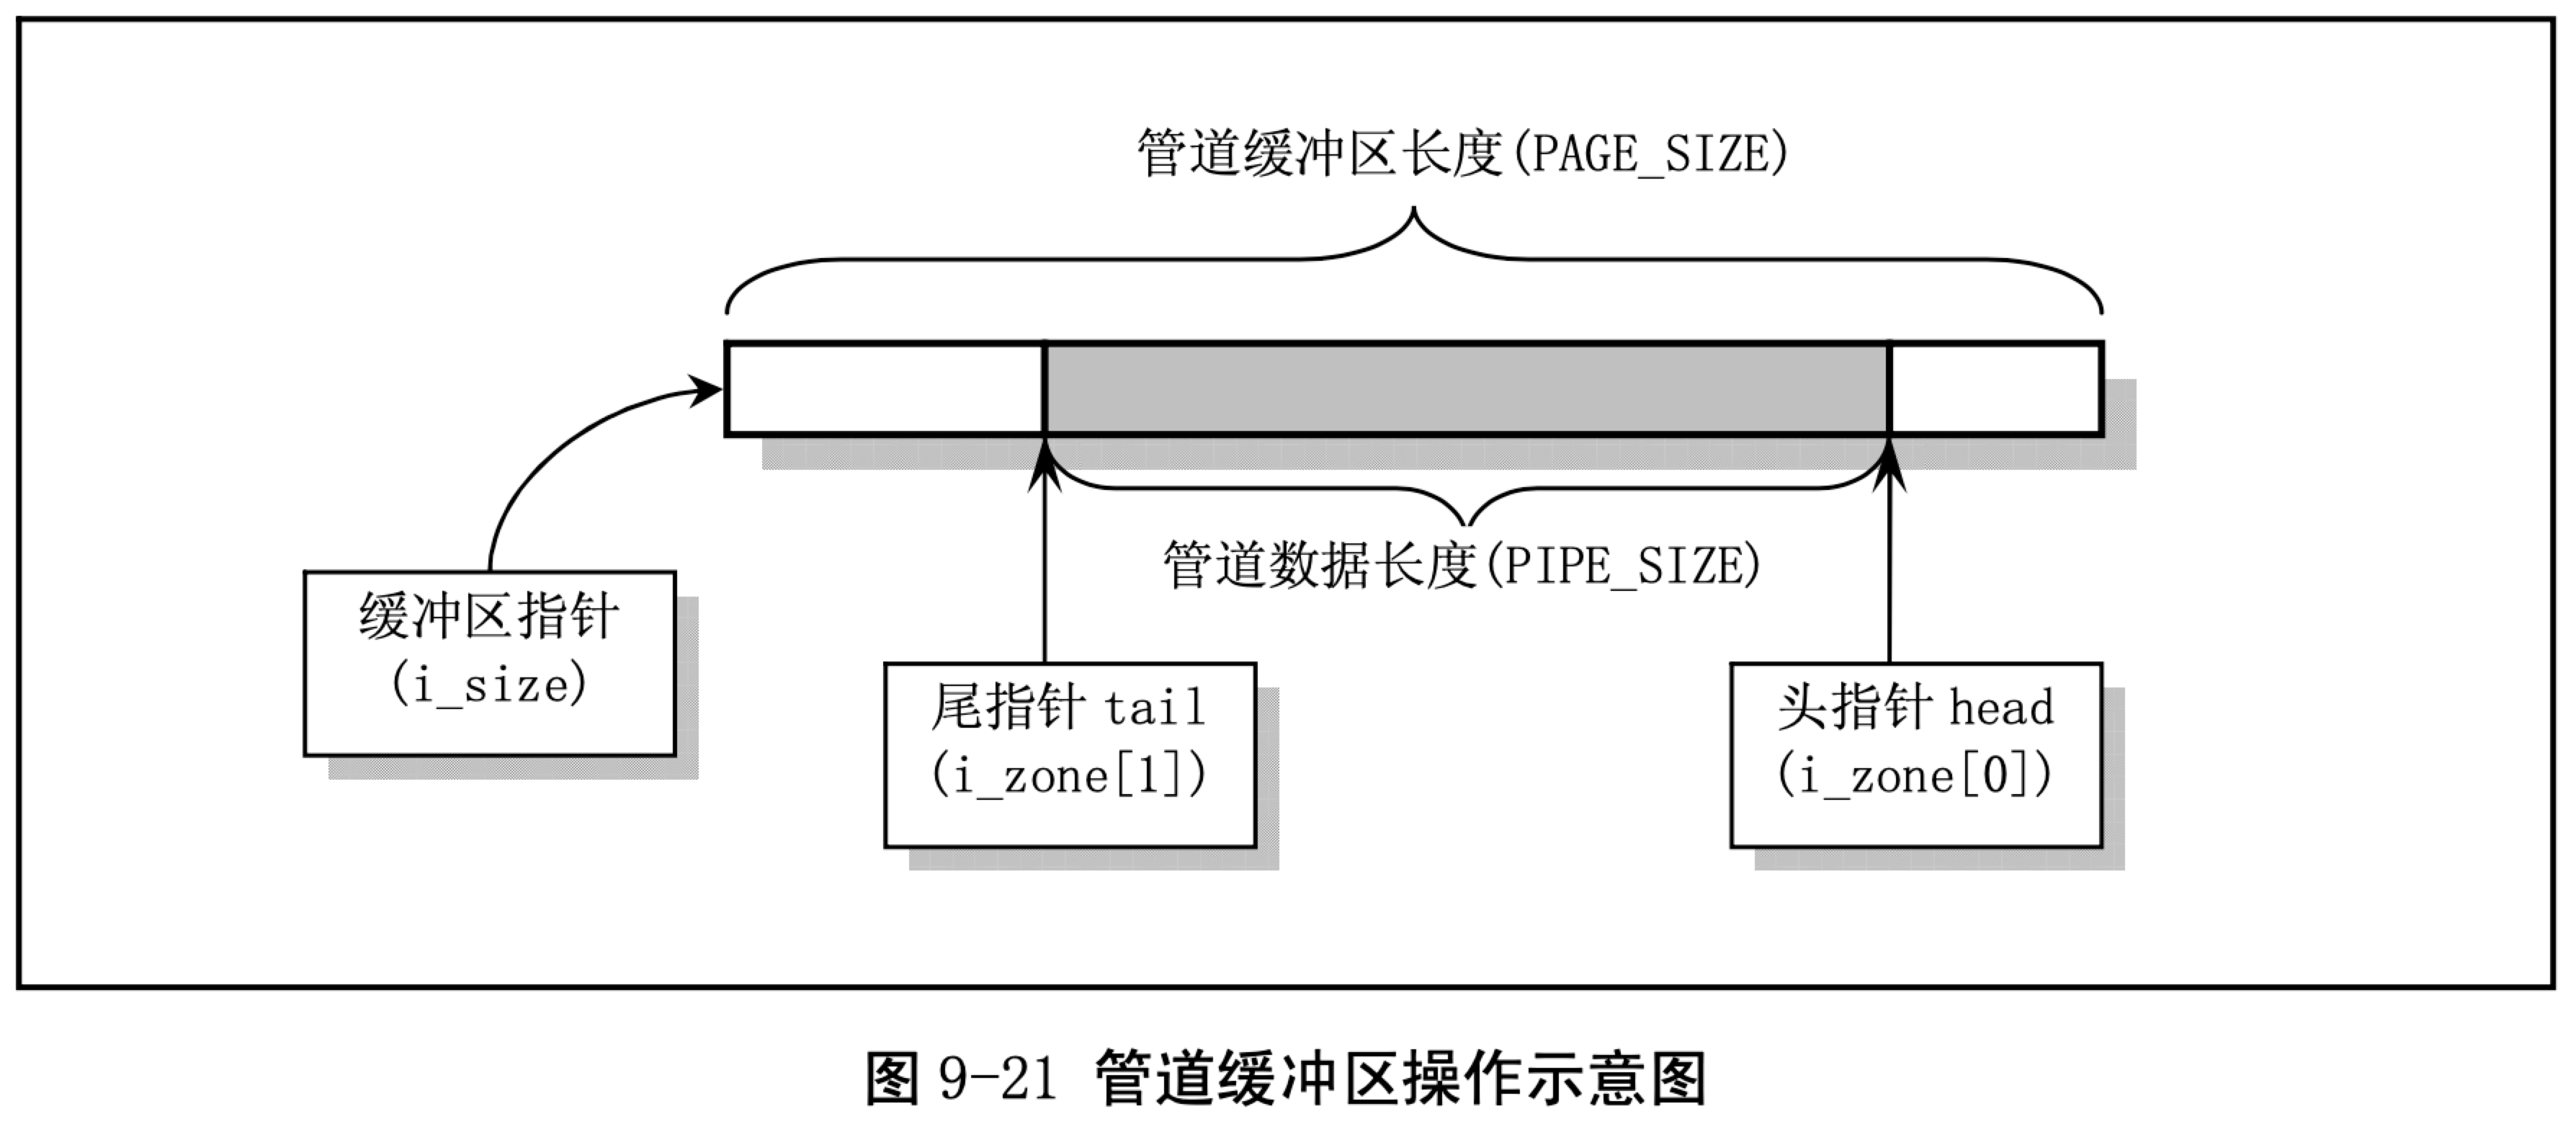 管道缓冲区长度(PAGE_SIZE)
管道数据长度(PIPE_SIZE)
缓冲区指针
(i_size)
尾指针 tail
(i_zone[1])
头指针 head
(i_zone[0])
图 9-21 管道缓冲区操作示意图